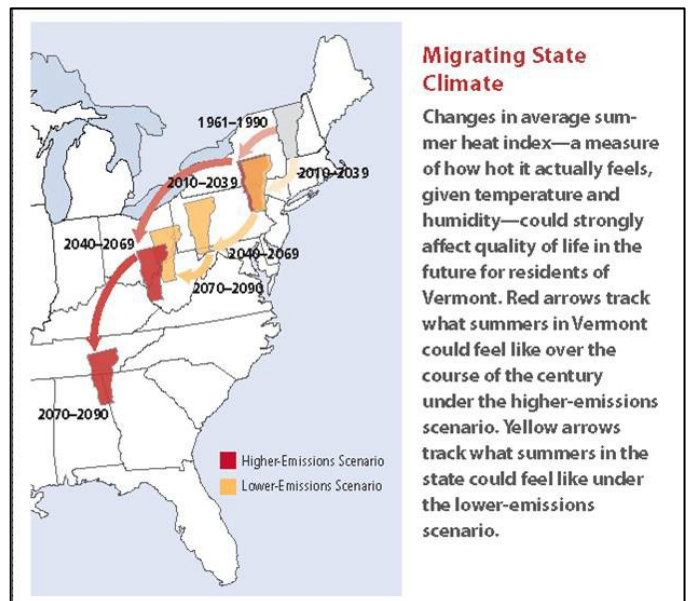 1961–1990
2010–2039
2010–2039
2040–2069
2040–2069
2070–2090
2070–2090
Higher-Emissions Scenario
Lower-Emissions Scenario
Migrating State
Climate
Changes in average sum-
mer heat index—a measure
of how hot it actually feels,
given temperature and
humidity—could strongly
affect quality of life in the
future for residents of
Vermont. Red arrows track
what summers in Vermont
could feel like over the
course of the century
under the higher-emissions
scenario. Yellow arrows
track what summers in the
state could feel like under
the lower-emissions
scenario.